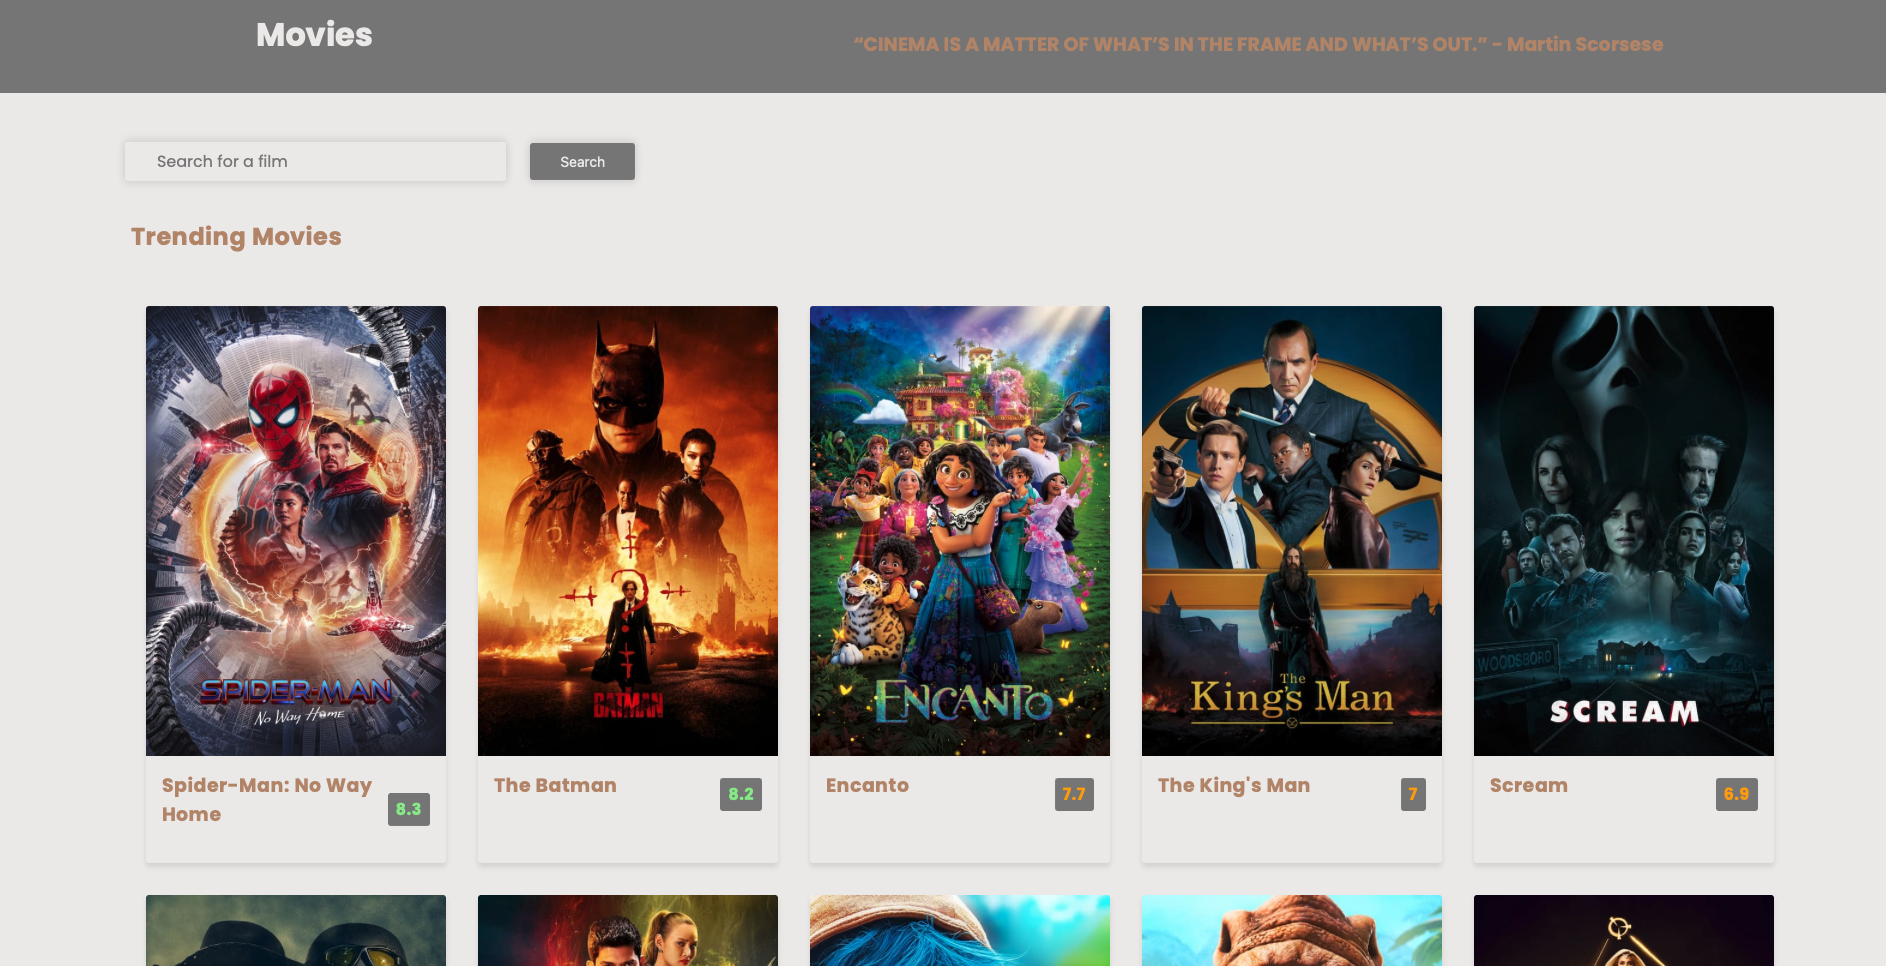 Movies
“CINEMA IS A MATTER OF WHAT’S IN THE FRAME AND WHAT’S OUT.” - Martin Scorsese
Search for a film
Search
Trending Movies
SPIDER-MAN
No Way Home
THE BATMAN
ENCANTO
The
King's Man
WOODSBORO
SCREAM
Spider-Man: No Way
Home
8.3
The Batman
8.2
Encanto
7.7
The King's Man
7
Scream
6.9